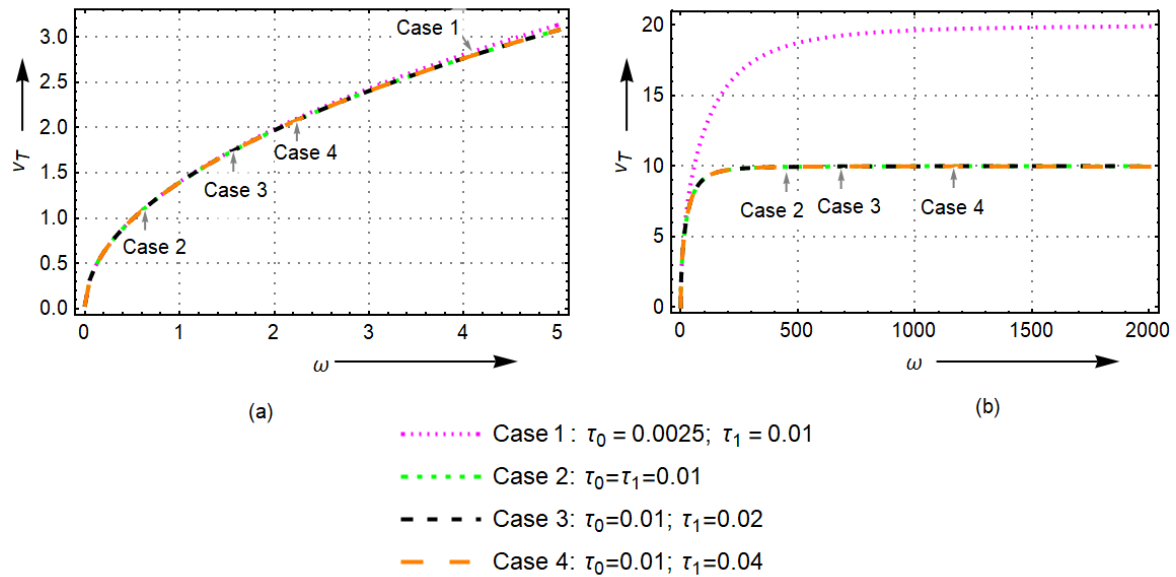 3.0
2.5
2.0
1.5
1.0
0.5
0.0
0 1 2 3 4 5
v_T
ω
Case 1
Case 4
Case 3
Case 2
(a)
20
15
10
5
0
0 500 1000 1500 2000
v_T
ω
Case 2 Case 3 Case 4
(b)
Case 1: τ₀ = 0.0025; τ₁ = 0.01
Case 2: τ₀=τ₁=0.01
Case 3: τ₀=0.01; τ₁=0.02
Case 4: τ₀=0.01; τ₁=0.04